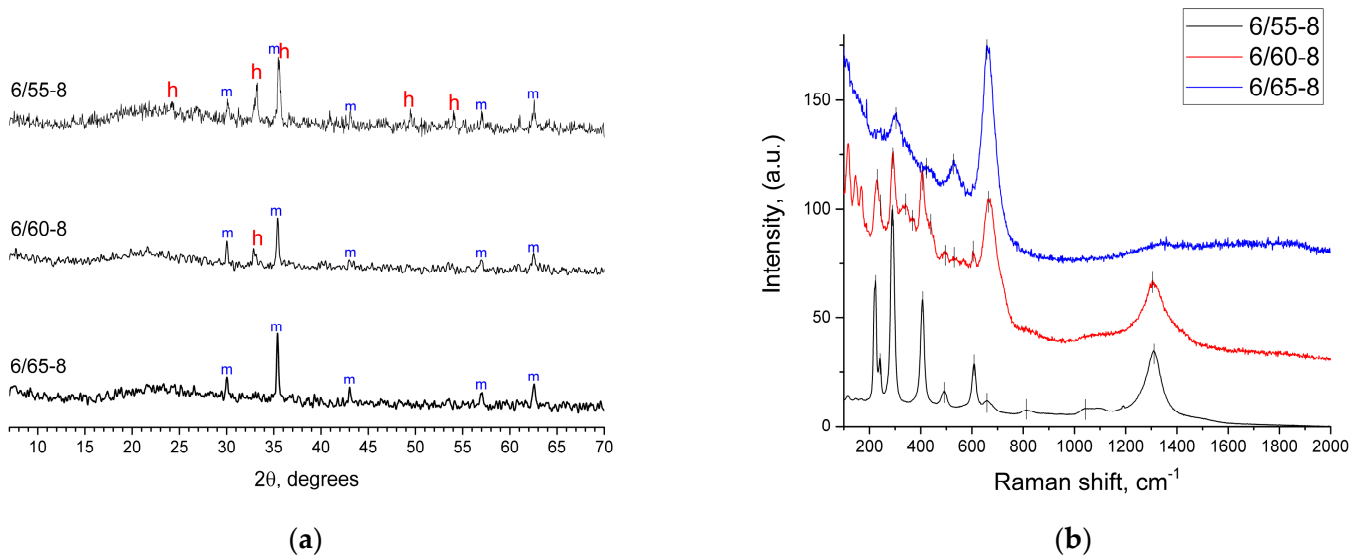 6/55-8
h
m
h
m
h
m
h
h
m
m
6/60-8
m
h
m
m
m
m
6/65-8
m
m
m
m
m
10 15 20 25 30 35 40 45 50 55 60 65 70
2θ, degrees
(a)
6/55-8
6/60-8
6/65-8
150
100
50
0
Intensity, (a.u.)
200 400 600 800 1000 1200 1400 1600 1800 2000
Raman shift, cm⁻¹
(b)